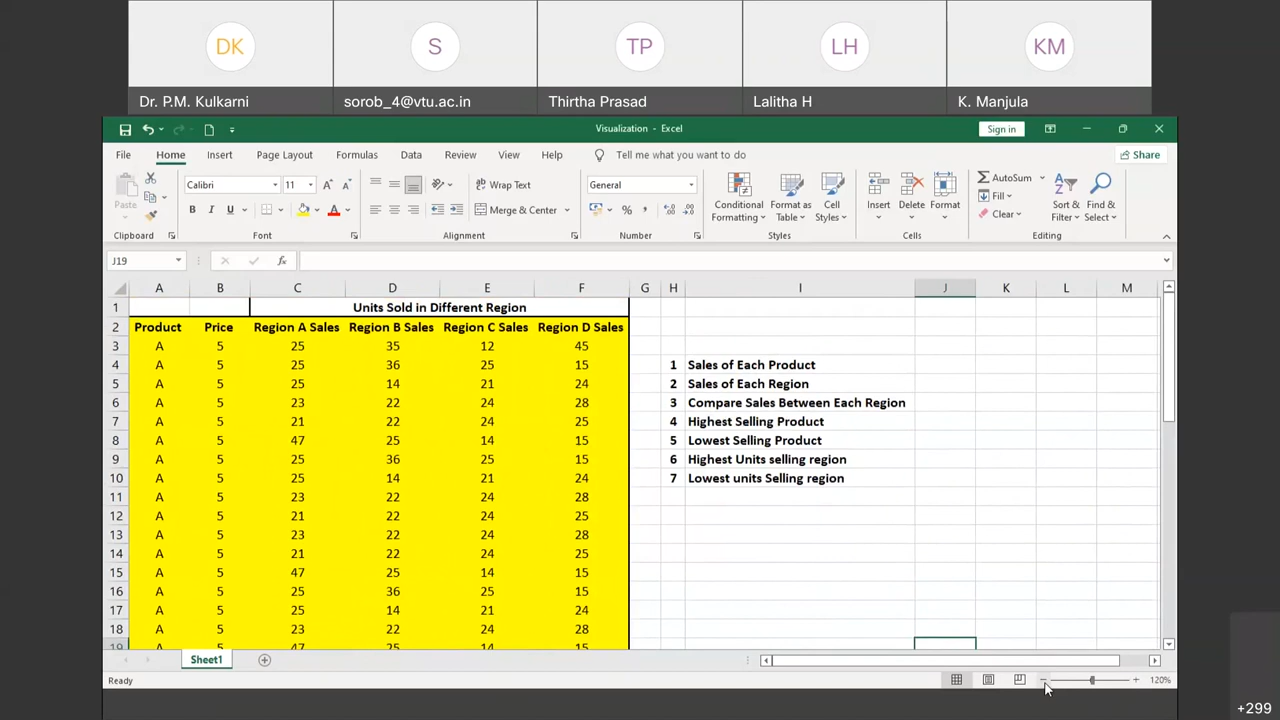 DK S TP LH KM
Dr. P.M. Kulkarni sorob_4@vtu.ac.in Thirtha Prasad Lalitha H K. Manjula
Visualization - Excel Sign in
File Home Insert Page Layout Formulas Data Review View Help Tell me what you want to do Share
Paste Calibri 11 Wrap Text General Conditional Formatting Format as Table Cell Styles Insert Delete Format AutoSum Fill Clear Sort & Filter Find & Select
B I U Merge & Center % ,
Clipboard Font Alignment Number Styles Cells Editing
J19 fx
A B C D E F G H I J K L M
1 Units Sold in Different Region
2 Product Price Region A Sales Region B Sales Region C Sales Region D Sales
3 A 5 25 35 12 45
4 A 5 25 36 25 15 1 Sales of Each Product
5 A 5 25 14 21 24 2 Sales of Each Region
6 A 5 23 22 24 28 3 Compare Sales Between Each Region
7 A 5 21 22 24 25 4 Highest Selling Product
8 A 5 47 25 14 15 5 Lowest Selling Product
9 A 5 25 36 25 15 6 Highest Units selling region
10 A 5 25 14 21 24 7 Lowest units Selling region
11 A 5 23 22 24 28
12 A 5 21 22 24 25
13 A 5 23 22 24 28
14 A 5 21 22 24 25
15 A 5 47 25 14 15
16 A 5 25 36 25 15
17 A 5 25 14 21 24
18 A 5 23 22 24 28
19 A 5 47 25 14 15
Sheet1
Ready 120%
+299